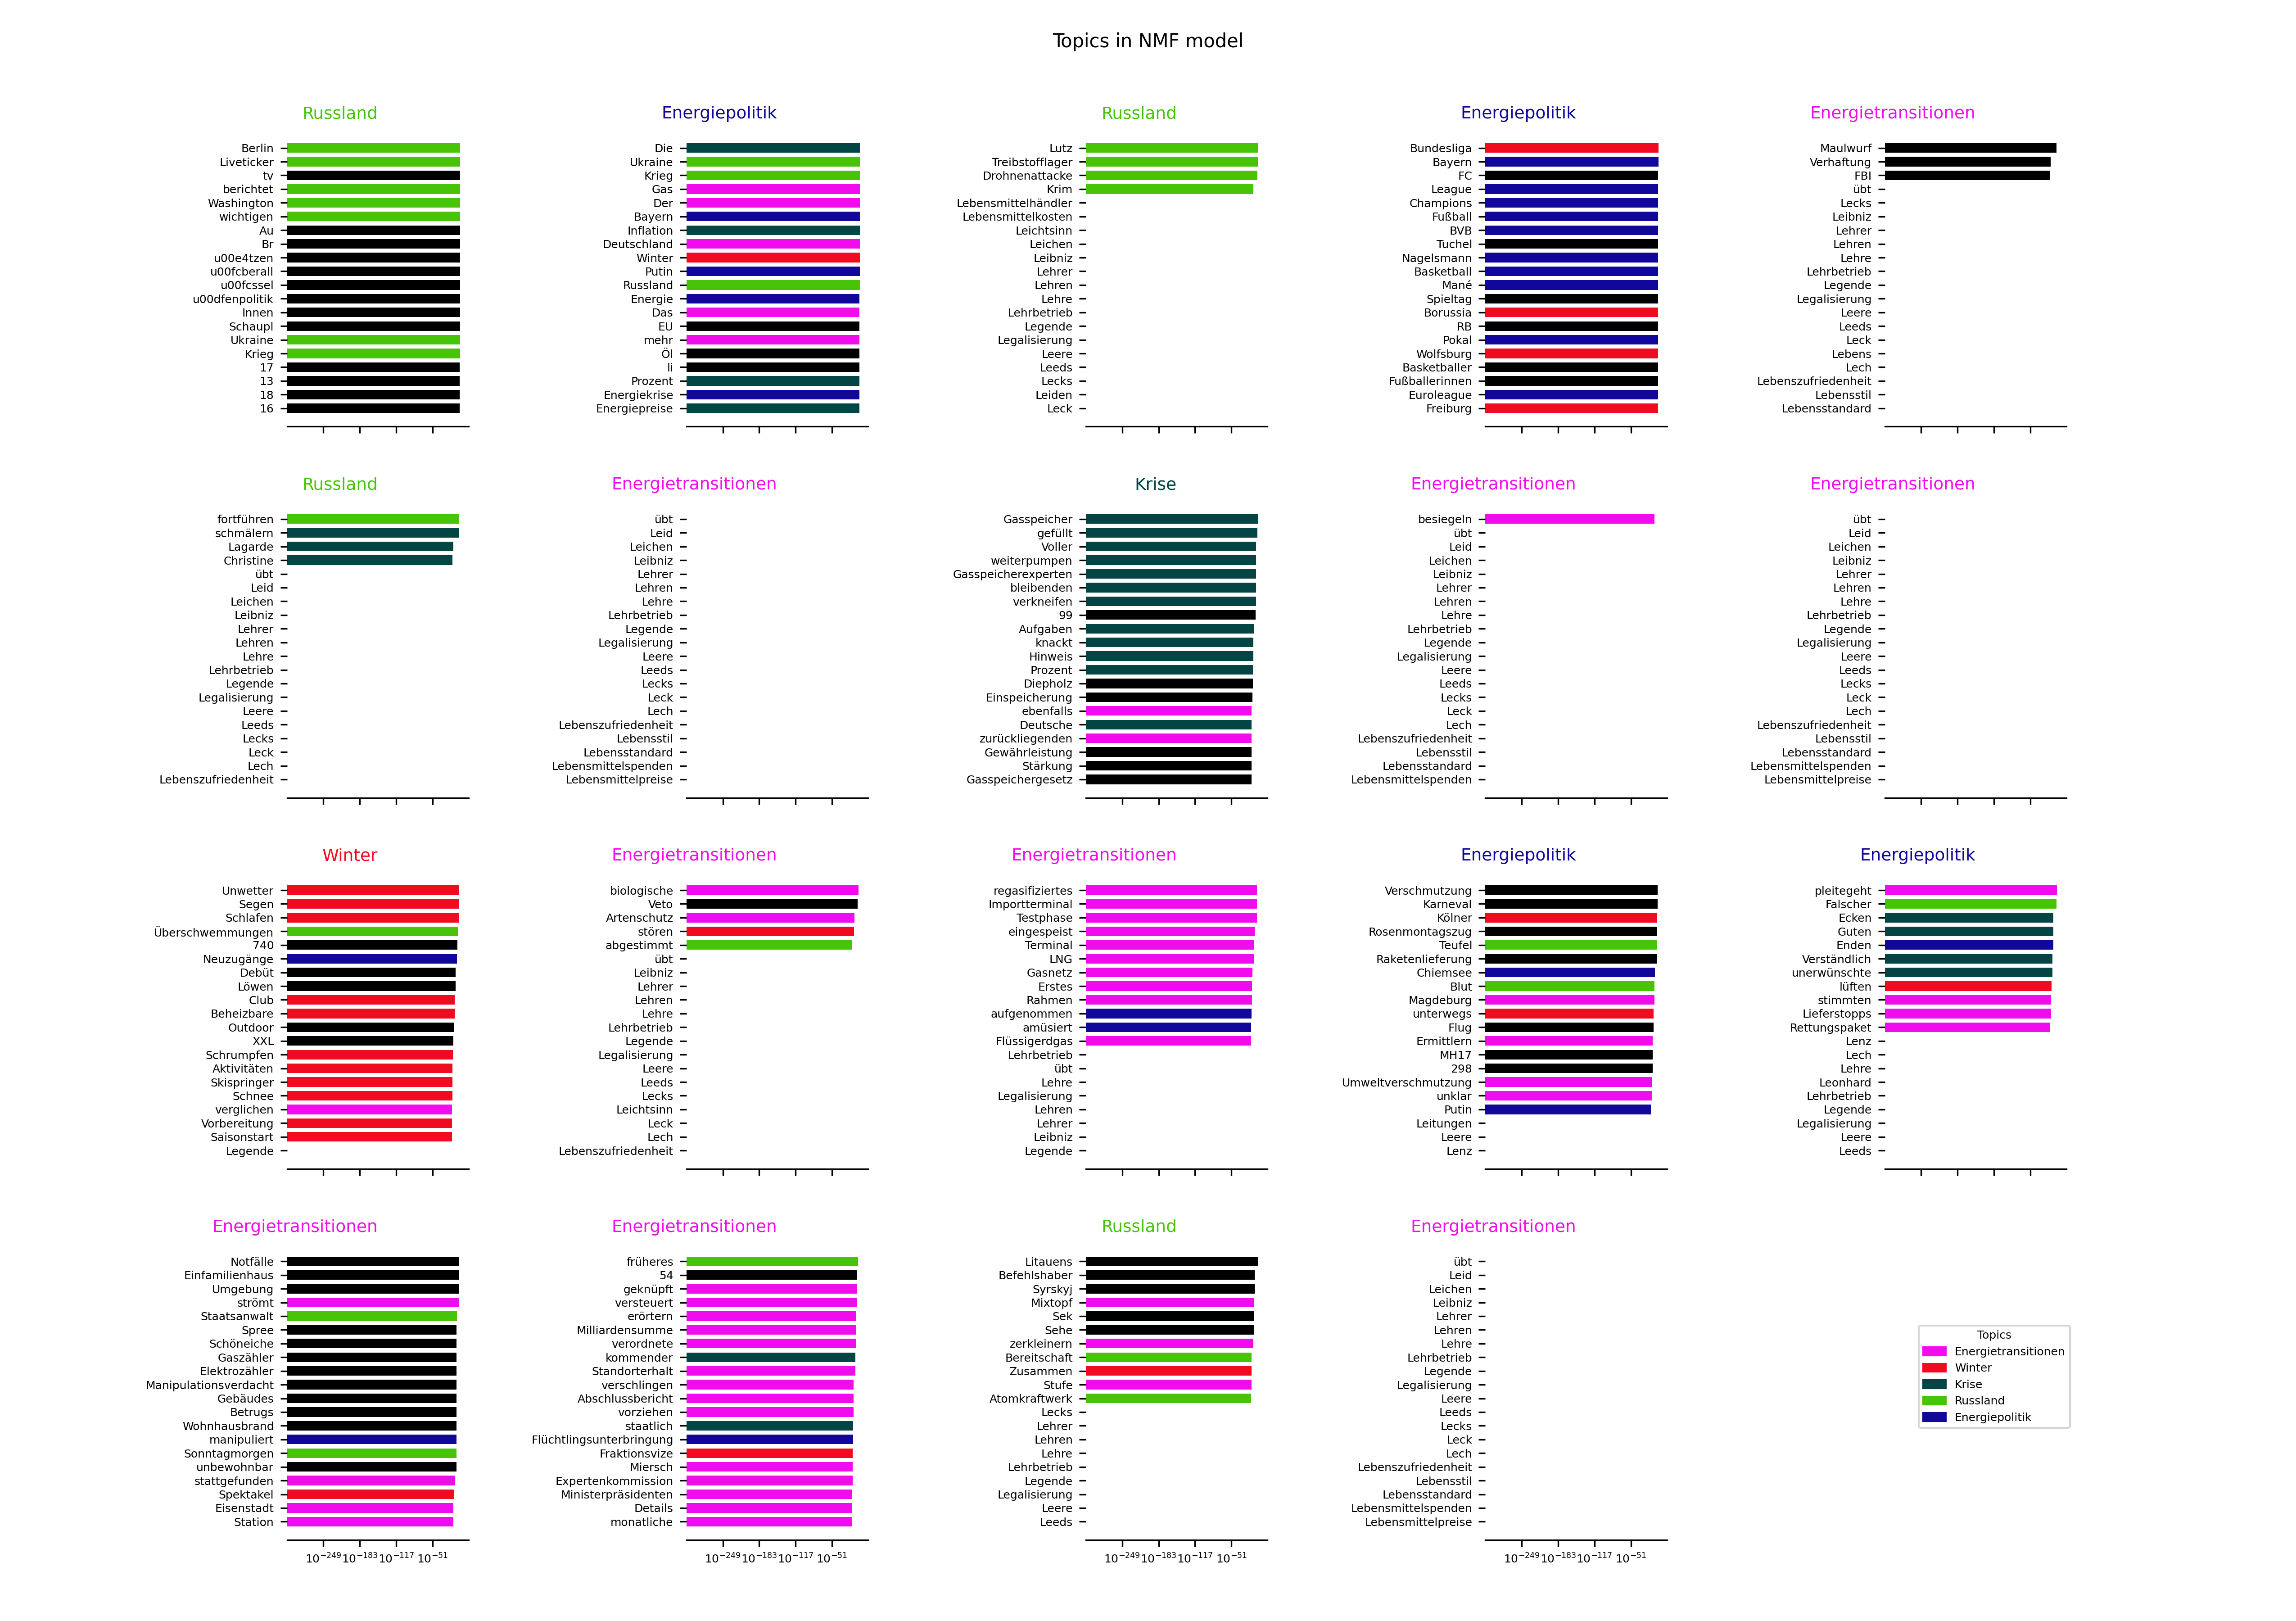 Topics in NMF model
Russland
Berlin
Liveticker
tv
berichtet
Washington
wichtigen
Au
Br
u00e4tzen
u00fcberall
u00fcssel
u00dfenpolitik
Innen
Schaupl
Ukraine
Krieg
17
13
18
16
Energiepolitik
Die
Ukraine
Krieg
Gas
Der
Bayern
Inflation
Deutschland
Winter
Putin
Russland
Energie
Das
EU
mehr
Öl
li
Prozent
Energiekrise
Energiepreise
Russland
Lutz
Treibstofflager
Drohnenattacke
Krim
Lebensmittelhändler
Lebensmittelkosten
Leichtsinn
Leichen
Leibniz
Lehrer
Lehren
Lehre
Lehrbetrieb
Legende
Legalisierung
Leere
Leeds
Lecks
Leiden
Leck
Energiepolitik
Bundesliga
Bayern
FC
League
Champions
Fußball
BVB
Tuchel
Nagelsmann
Basketball
Mané
Spieltag
Borussia
RB
Pokal
Wolfsburg
Basketballer
Fußballerinnen
Euroleague
Freiburg
Energietransitionen
Maulwurf
Verhaftung
FBI
übt
Lecks
Leibniz
Lehrer
Lehren
Lehre
Lehrbetrieb
Legende
Legalisierung
Leere
Leeds
Leck
Lebens
Lech
Lebenszufriedenheit
Lebensstil
Lebensstandard
Russland
fortführen
schmälern
Lagarde
Christine
übt
Leid
Leichen
Leibniz
Lehrer
Lehren
Lehre
Lehrbetrieb
Legende
Legalisierung
Leere
Leeds
Lecks
Leck
Lech
Lebenszufriedenheit
Energietransitionen
übt
Leid
Leichen
Leibniz
Lehrer
Lehren
Lehre
Lehrbetrieb
Legende
Legalisierung
Leere
Leeds
Lecks
Leck
Lech
Lebenszufriedenheit
Lebensstil
Lebensstandard
Lebensmittelspenden
Lebensmittelpreise
Krise
Gasspeicher
gefüllt
Voller
weiterpumpen
Gasspeicherexperten
bleibenden
verkneifen
99
Aufgaben
knackt
Hinweis
Prozent
Diepholz
Einspeicherung
ebenfalls
Deutsche
zurückliegenden
Gewährleistung
Stärkung
Gasspeichergesetz
Energietransitionen
besiegeln
übt
Leid
Leichen
Leibniz
Lehrer
Lehren
Lehre
Lehrbetrieb
Legende
Legalisierung
Leere
Leeds
Lecks
Leck
Lech
Lebenszufriedenheit
Lebensstil
Lebensstandard
Lebensmittelspenden
Energietransitionen
übt
Leid
Leichen
Leibniz
Lehrer
Lehren
Lehre
Lehrbetrieb
Legende
Legalisierung
Leere
Leeds
Lecks
Leck
Lech
Lebenszufriedenheit
Lebensstil
Lebensstandard
Lebensmittelspenden
Lebensmittelpreise
Winter
Unwetter
Segen
Schlafen
Überschwemmungen
740
Neuzugänge
Debüt
Löwen
Club
Beheizbare
Outdoor
XXL
Schrumpfen
Aktivitäten
Skispringer
Schnee
verglichen
Vorbereitung
Saisonstart
Legende
Energietransitionen
biologische
Veto
Artenschutz
stören
abgestimmt
übt
Leibniz
Lehrer
Lehren
Lehre
Lehrbetrieb
Legende
Legalisierung
Leere
Leeds
Lecks
Leichtsinn
Leck
Lech
Lebenszufriedenheit
Energietransitionen
regasifiziertes
Importterminal
Testphase
eingespeist
Terminal
LNG
Gasnetz
Erstes
Rahmen
aufgenommen
amüsiert
Flüssigerdgas
Lehrbetrieb
übt
Lehre
Legalisierung
Lehren
Lehrer
Leibniz
Legende
Energiepolitik
Verschmutzung
Karneval
Kölner
Rosenmontagszug
Teufel
Raketenlieferung
Chiemsee
Blut
Magdeburg
unterwegs
Flug
Ermittlern
MH17
298
Umweltverschmutzung
unklar
Putin
Leitungen
Leere
Lenz
Energiepolitik
pleitegeht
Falscher
Ecken
Guten
Enden
Verständlich
unerwünschte
lüften
stimmten
Lieferstopps
Rettungspaket
Lenz
Lech
Lehre
Leonhard
Lehrbetrieb
Legende
Legalisierung
Leere
Leeds
Energietransitionen
Notfälle
Einfamilienhaus
Umgebung
strömt
Staatsanwalt
Spree
Schöneiche
Gaszähler
Elektrozähler
Manipulationsverdacht
Gebäudes
Betrugs
Wohnhausbrand
manipuliert
Sonntagmorgen
unbewohnbar
stattgefunden
Spektakel
Eisenstadt
Station
10^-249 10^-183 10^-117 10^-51
Energietransitionen
früheres
54
geknüpft
versteuert
erörtern
Milliardensumme
verordnete
kommender
Standorterhalt
verschlingen
Abschlussbericht
vorziehen
staatlich
Flüchtlingsunterbringung
Fraktionsvize
Miersch
Expertenkommission
Ministerpräsidenten
Details
monatliche
10^-249 10^-183 10^-117 10^-51
Russland
Litauens
Befehlshaber
Syrskyj
Mixtopf
Sek
Sehe
zerkleinern
Bereitschaft
Zusammen
Stufe
Atomkraftwerk
Lecks
Lehrer
Lehren
Lehre
Lehrbetrieb
Legende
Legalisierung
Leere
Leeds
10^-249 10^-183 10^-117 10^-51
Energietransitionen
übt
Leid
Leichen
Leibniz
Lehrer
Lehren
Lehre
Lehrbetrieb
Legende
Legalisierung
Leere
Leeds
Lecks
Leck
Lech
Lebenszufriedenheit
Lebensstil
Lebensstandard
Lebensmittelspenden
Lebensmittelpreise
10^-249 10^-183 10^-117 10^-51
Topics
Energietransitionen
Winter
Krise
Russland
Energiepolitik